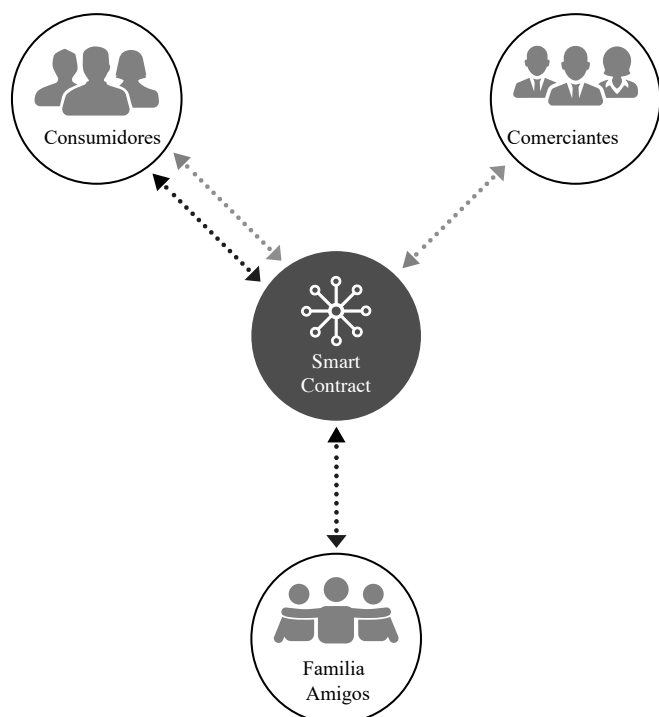 Consumidores
Comerciantes
Smart
Contract
Familia
Amigos